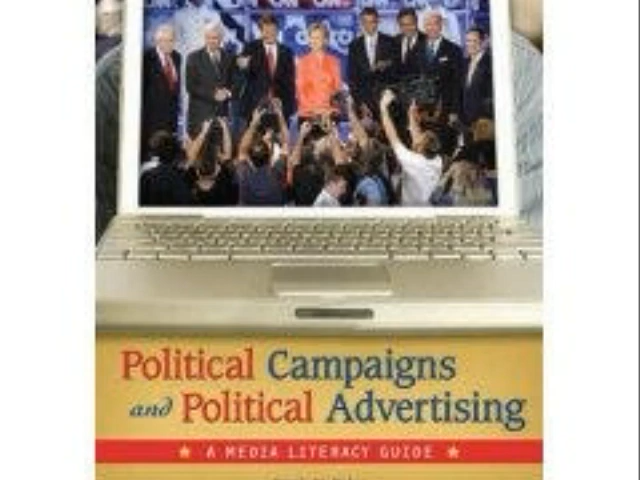 Political Campaigns
and Political Advertising
A MEDIA LITERACY GUIDE